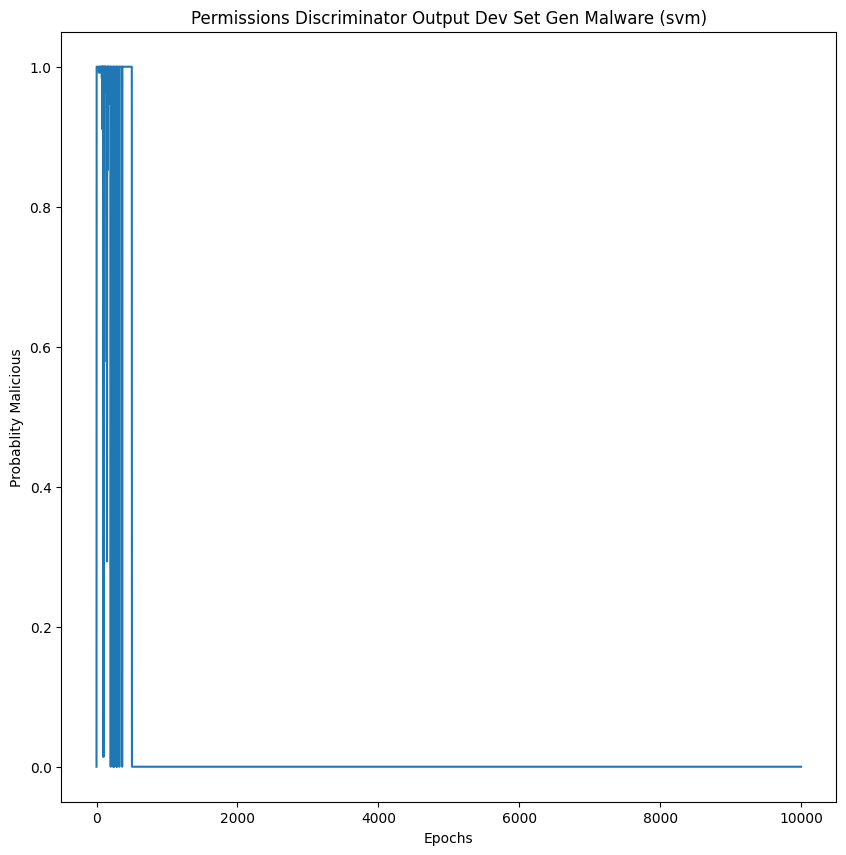 Permissions Discriminator Output Dev Set Gen Malware (svm)
1.0
0.8
0.6
0.4
0.2
0.0
Probablity Malicious
0 2000 4000 6000 8000 10000
Epochs